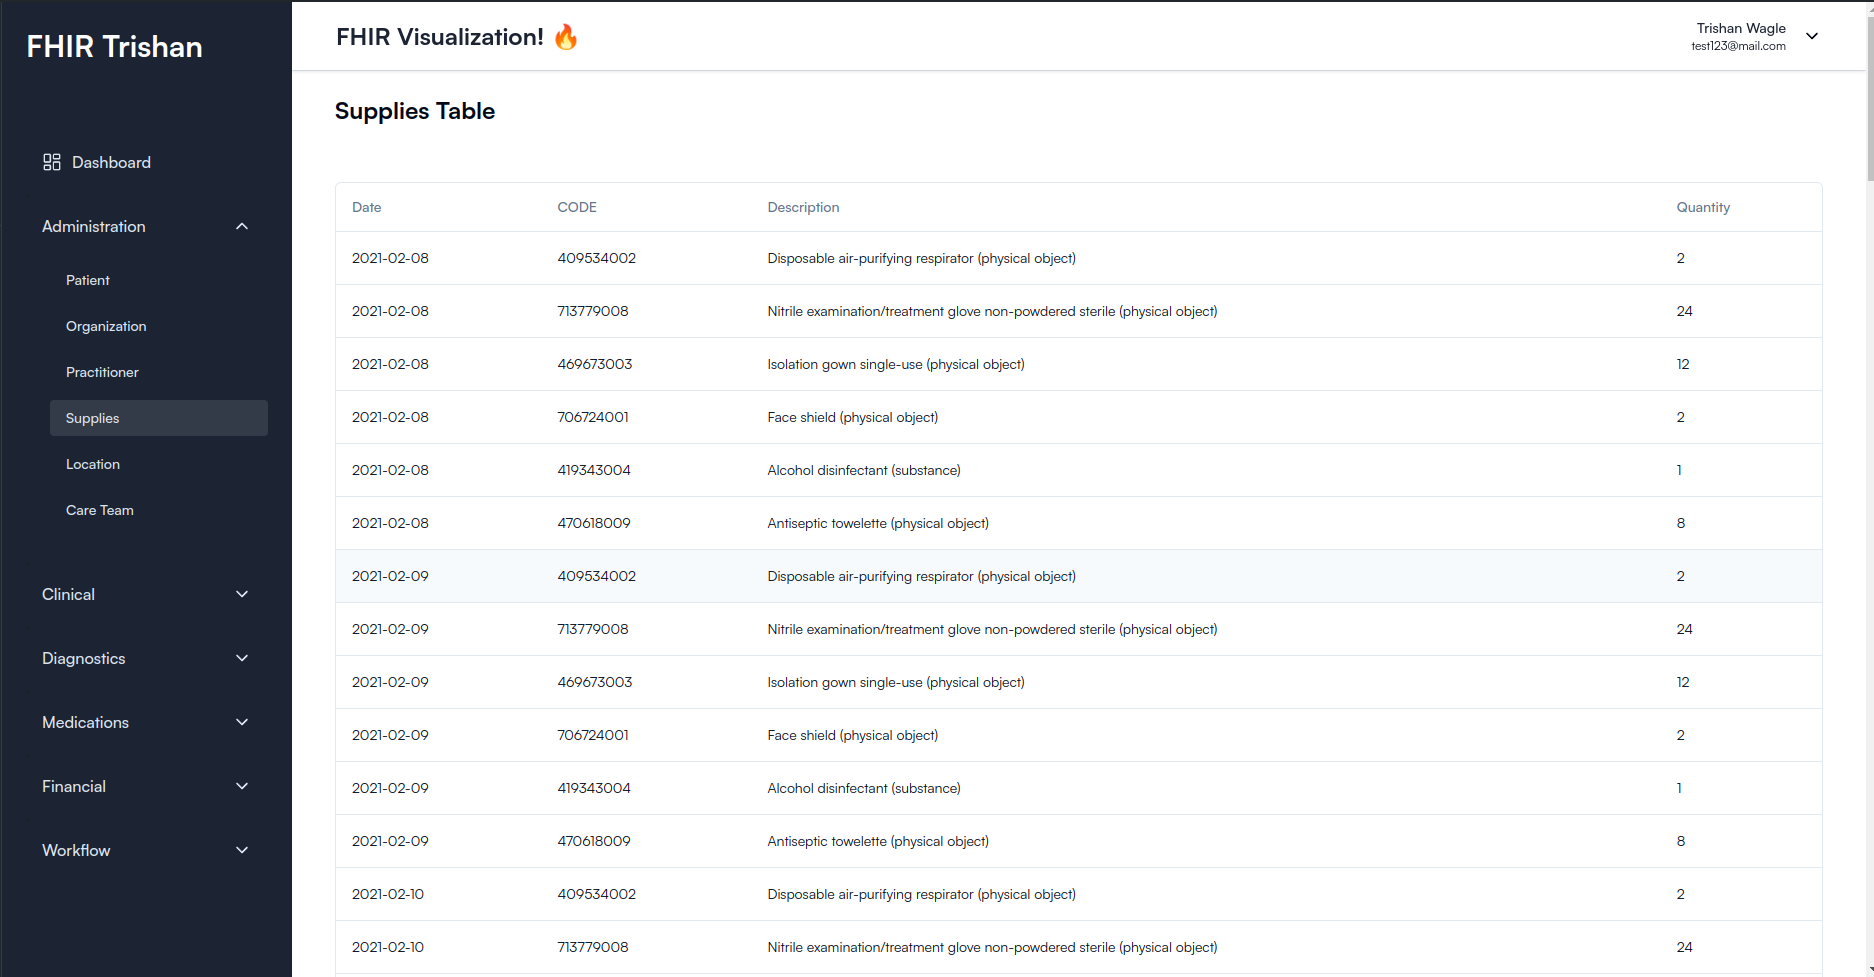 FHIR Trishan
Dashboard
Administration
Patient
Organization
Practitioner
Supplies
Location
Care Team
Clinical
Diagnostics
Medications
Financial
Workflow
FHIR Visualization! 🔥
Trishan Wagle
test123@mail.com
Supplies Table
Date CODE Description Quantity
2021-02-08 409534002 Disposable air-purifying respirator (physical object) 2
2021-02-08 713779008 Nitrile examination/treatment glove non-powdered sterile (physical object) 24
2021-02-08 469673003 Isolation gown single-use (physical object) 12
2021-02-08 706724001 Face shield (physical object) 2
2021-02-08 419343004 Alcohol disinfectant (substance) 1
2021-02-08 470618009 Antiseptic towelette (physical object) 8
2021-02-09 409534002 Disposable air-purifying respirator (physical object) 2
2021-02-09 713779008 Nitrile examination/treatment glove non-powdered sterile (physical object) 24
2021-02-09 469673003 Isolation gown single-use (physical object) 12
2021-02-09 706724001 Face shield (physical object) 2
2021-02-09 419343004 Alcohol disinfectant (substance) 1
2021-02-09 470618009 Antiseptic towelette (physical object) 8
2021-02-10 409534002 Disposable air-purifying respirator (physical object) 2
2021-02-10 713779008 Nitrile examination/treatment glove non-powdered sterile (physical object) 24